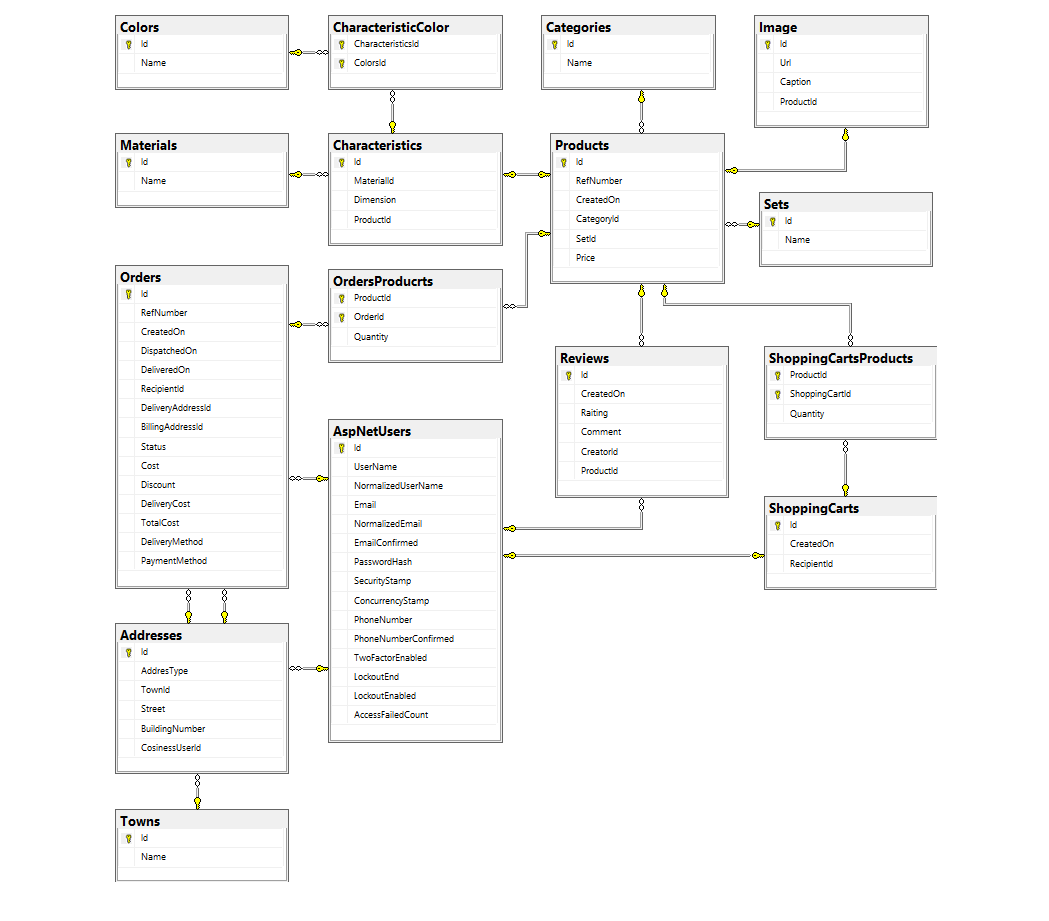 Colors
Id
Name
CharacteristicColor
CharacteristicsId
ColorsId
Categories
Id
Name
Image
Id
Url
Caption
ProductId
Materials
Id
Name
Characteristics
Id
MaterialId
Dimension
ProductId
Products
Id
RefNumber
CreatedOn
CategoryId
SetId
Price
Sets
Id
Name
Orders
Id
RefNumber
CreatedOn
DispatchedOn
DeliveredOn
RecipientId
DeliveryAddressId
BillingAddressId
Status
Cost
Discount
DeliveryCost
TotalCost
DeliveryMethod
PaymentMethod
OrdersProducrts
ProductId
OrderId
Quantity
Reviews
Id
CreatedOn
Raiting
Comment
CreatorId
ProductId
ShoppingCartsProducts
ProductId
ShoppingCartId
Quantity
AspNetUsers
Id
UserName
NormalizedUserName
Email
NormalizedEmail
EmailConfirmed
PasswordHash
SecurityStamp
ConcurrencyStamp
PhoneNumber
PhoneNumberConfirmed
TwoFactorEnabled
LockoutEnd
LockoutEnabled
AccessFailedCount
ShoppingCarts
Id
CreatedOn
RecipientId
Addresses
Id
AddresType
TownId
Street
BuildingNumber
CosinessUserId
Towns
Id
Name